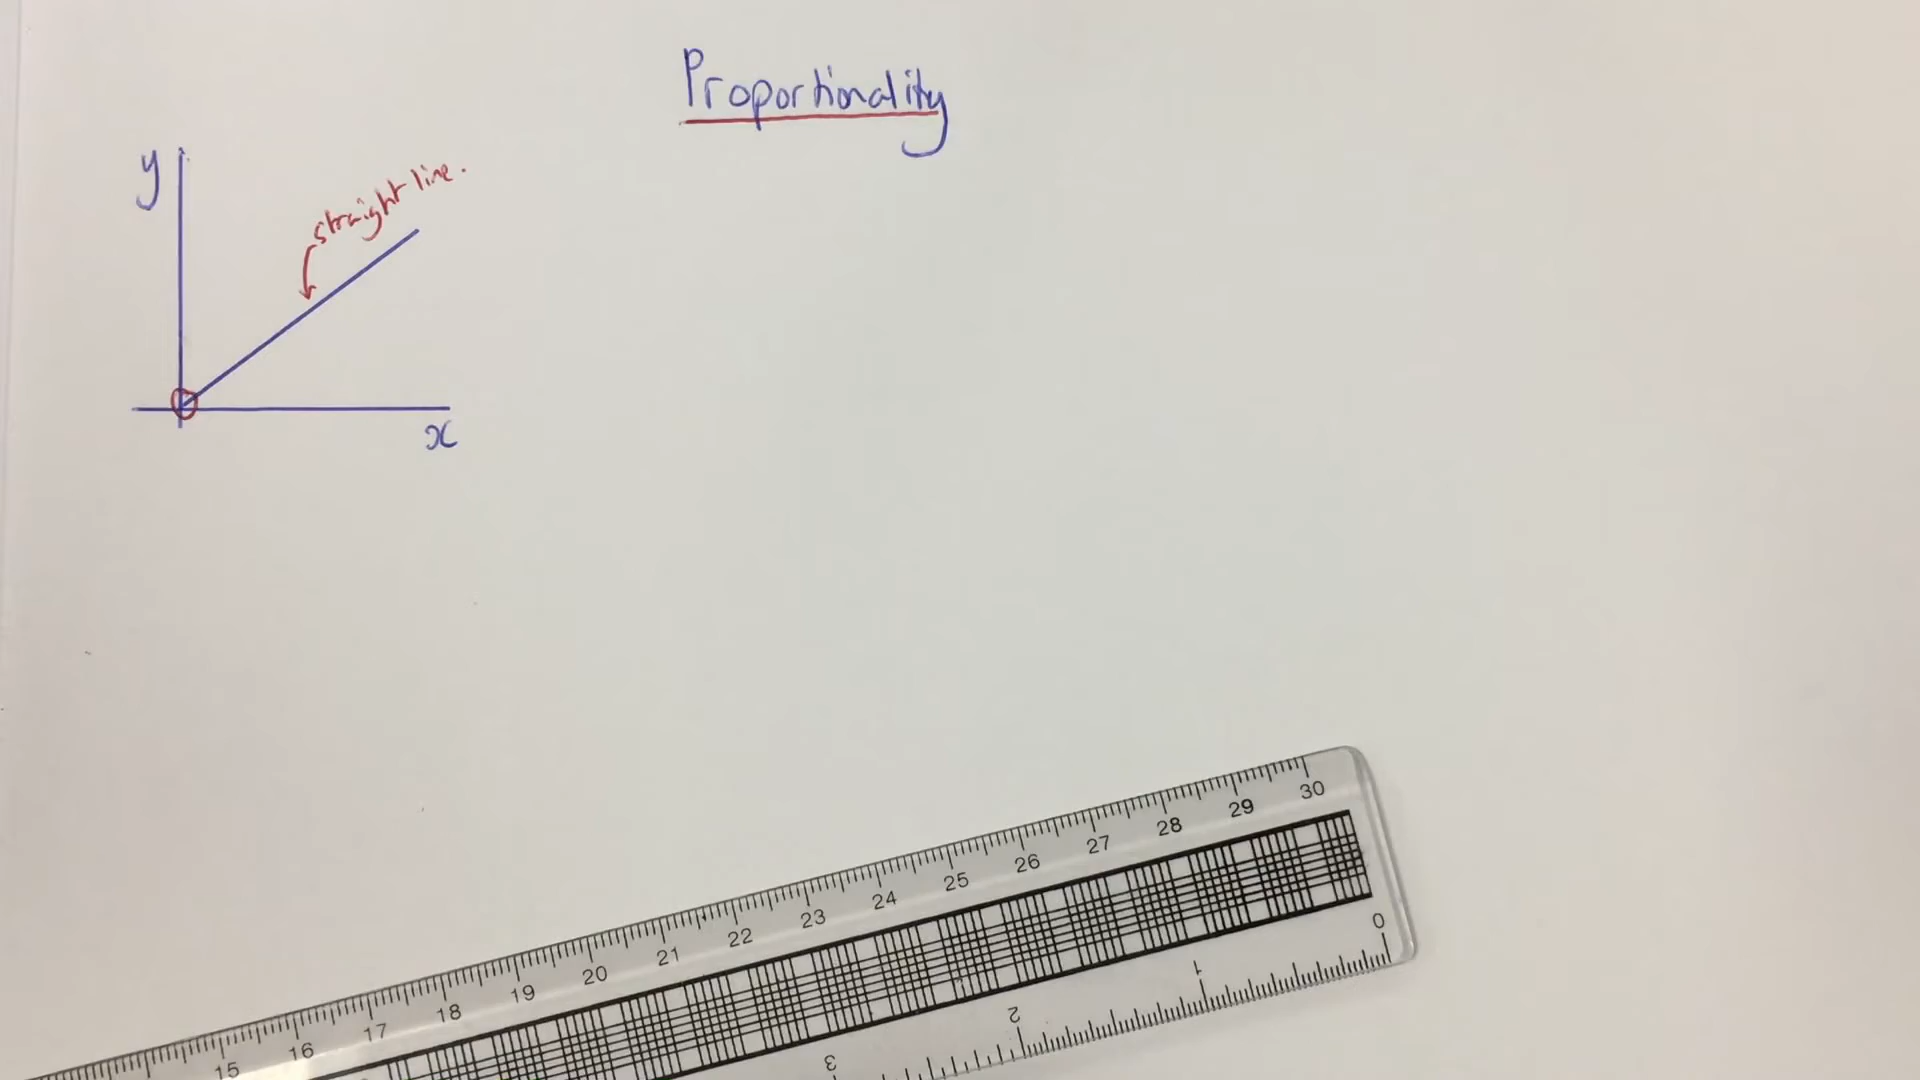 Proportionality
y
straight line.
x
15 16 17 18 19 20 21 22 23 24 25 26 27 28 29 30
3 2 1 0